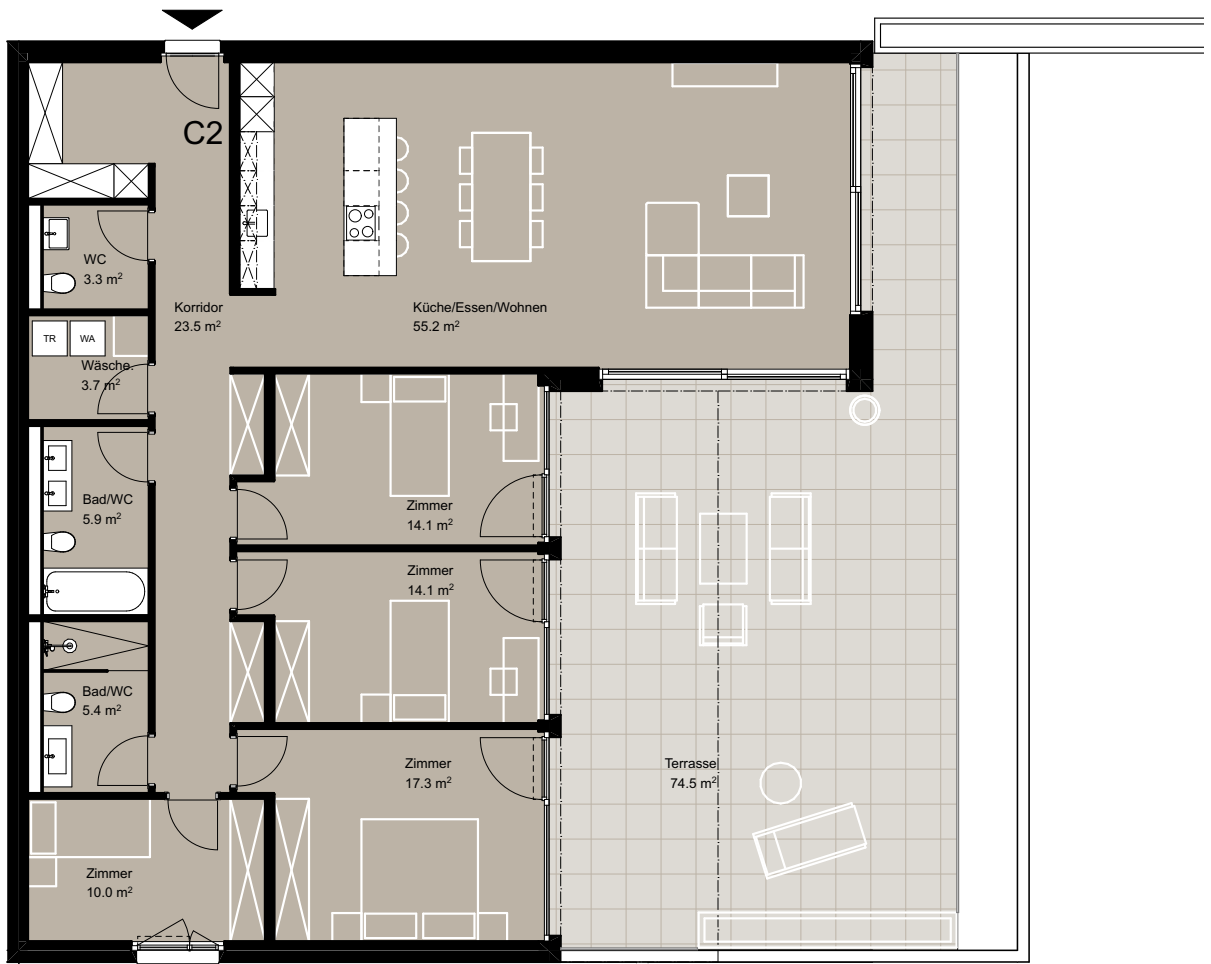 C2
WC
3.3 m²
Korridor
23.5 m²
Küche/Essen/Wohnen
55.2 m²
TR
WA
Wäsche.
3.7 m²
Bad/WC
5.9 m²
Zimmer
14.1 m²
Zimmer
14.1 m²
Bad/WC
5.4 m²
Zimmer
17.3 m²
Terrasse
74.5 m²
Zimmer
10.0 m²